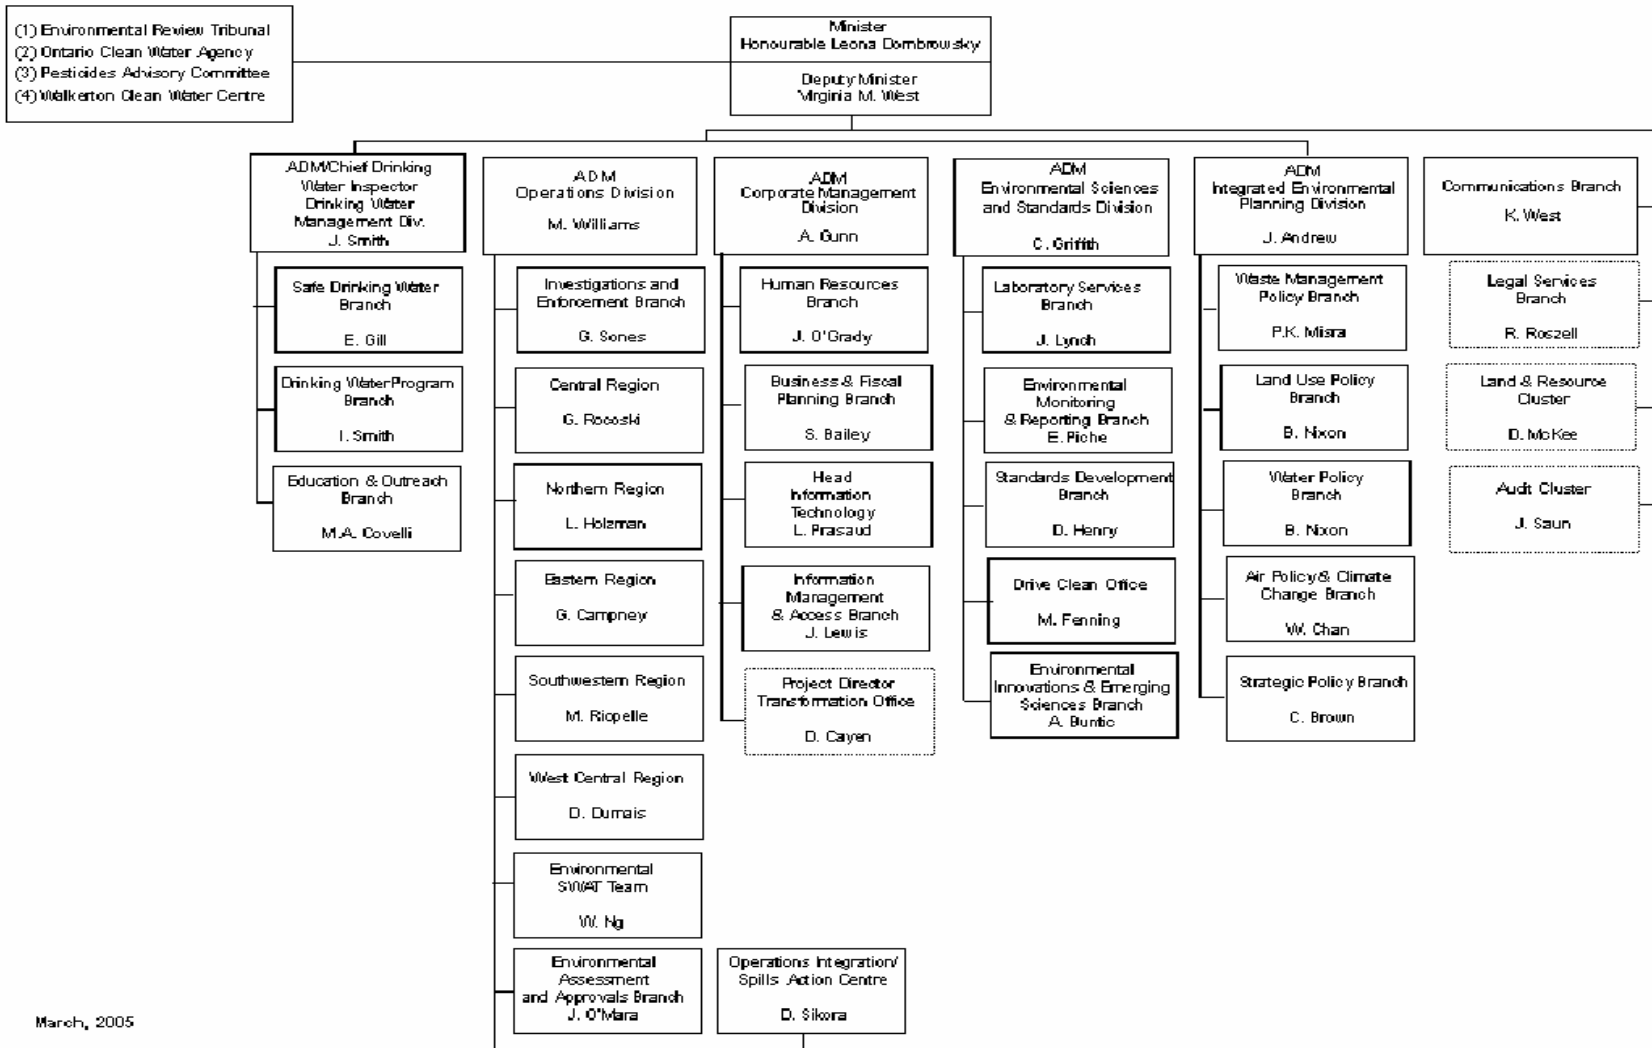 (1) Environmental Review Tribunal
(2) Ontario Clean Water Agency
(3) Pesticides Advisory Committee
(4) Walkerton Clean Water Centre
Minister
Honourable Leona Dombrowsky
Deputy Minister
Virginia M. West
ADM/Chief Drinking
Water Inspector
Drinking Water
Management Div.
J. Smith
Safe Drinking Water
Branch
E. Gill
Drinking Water Program
Branch
I. Smith
Education & Outreach
Branch
M.A. Covelli
ADM
Operations Division
M. Williams
Investigations and
Enforcement Branch
G. Sones
Central Region
G. Rocoski
Northern Region
L. Holzman
Eastern Region
G. Campney
Southwestern Region
M. Riopelle
West Central Region
D. Dumais
Environmental
SWAT Team
W. Ng
Environmental
Assessment
and Approvals Branch
J. O'Mara
Operations Integration/
Spills Action Centre
D. Sikora
ADM
Corporate Management
Division
A. Gunn
Human Resources
Branch
J. O'Grady
Business & Fiscal
Planning Branch
S. Bailey
Head
Information
Technology
L. Prasaud
Information
Management
& Access Branch
J. Lewis
Project Director
Transformation Office
D. Cayen
ADM
Environmental Sciences
and Standards Division
C. Griffith
Laboratory Services
Branch
J. Lynch
Environmental
Monitoring
& Reporting Branch
E. Piche
Standards Development
Branch
D. Henny
Drive Clean Office
M. Fenning
Environmental
Innovations & Emerging
Sciences Branch
A. Buntic
ADM
Integrated Environmental
Planning Division
J. Andrew
Waste Management
Policy Branch
P.K. Misra
Land Use Policy
Branch
B. Nixon
Water Policy
Branch
B. Nixon
Air Policy & Climate
Change Branch
W. Chan
Strategic Policy Branch
C. Brown
Communications Branch
K. West
Legal Services
Branch
R. Roszell
Land & Resource
Cluster
D. McKee
Audit Cluster
J. Saun
March, 2005